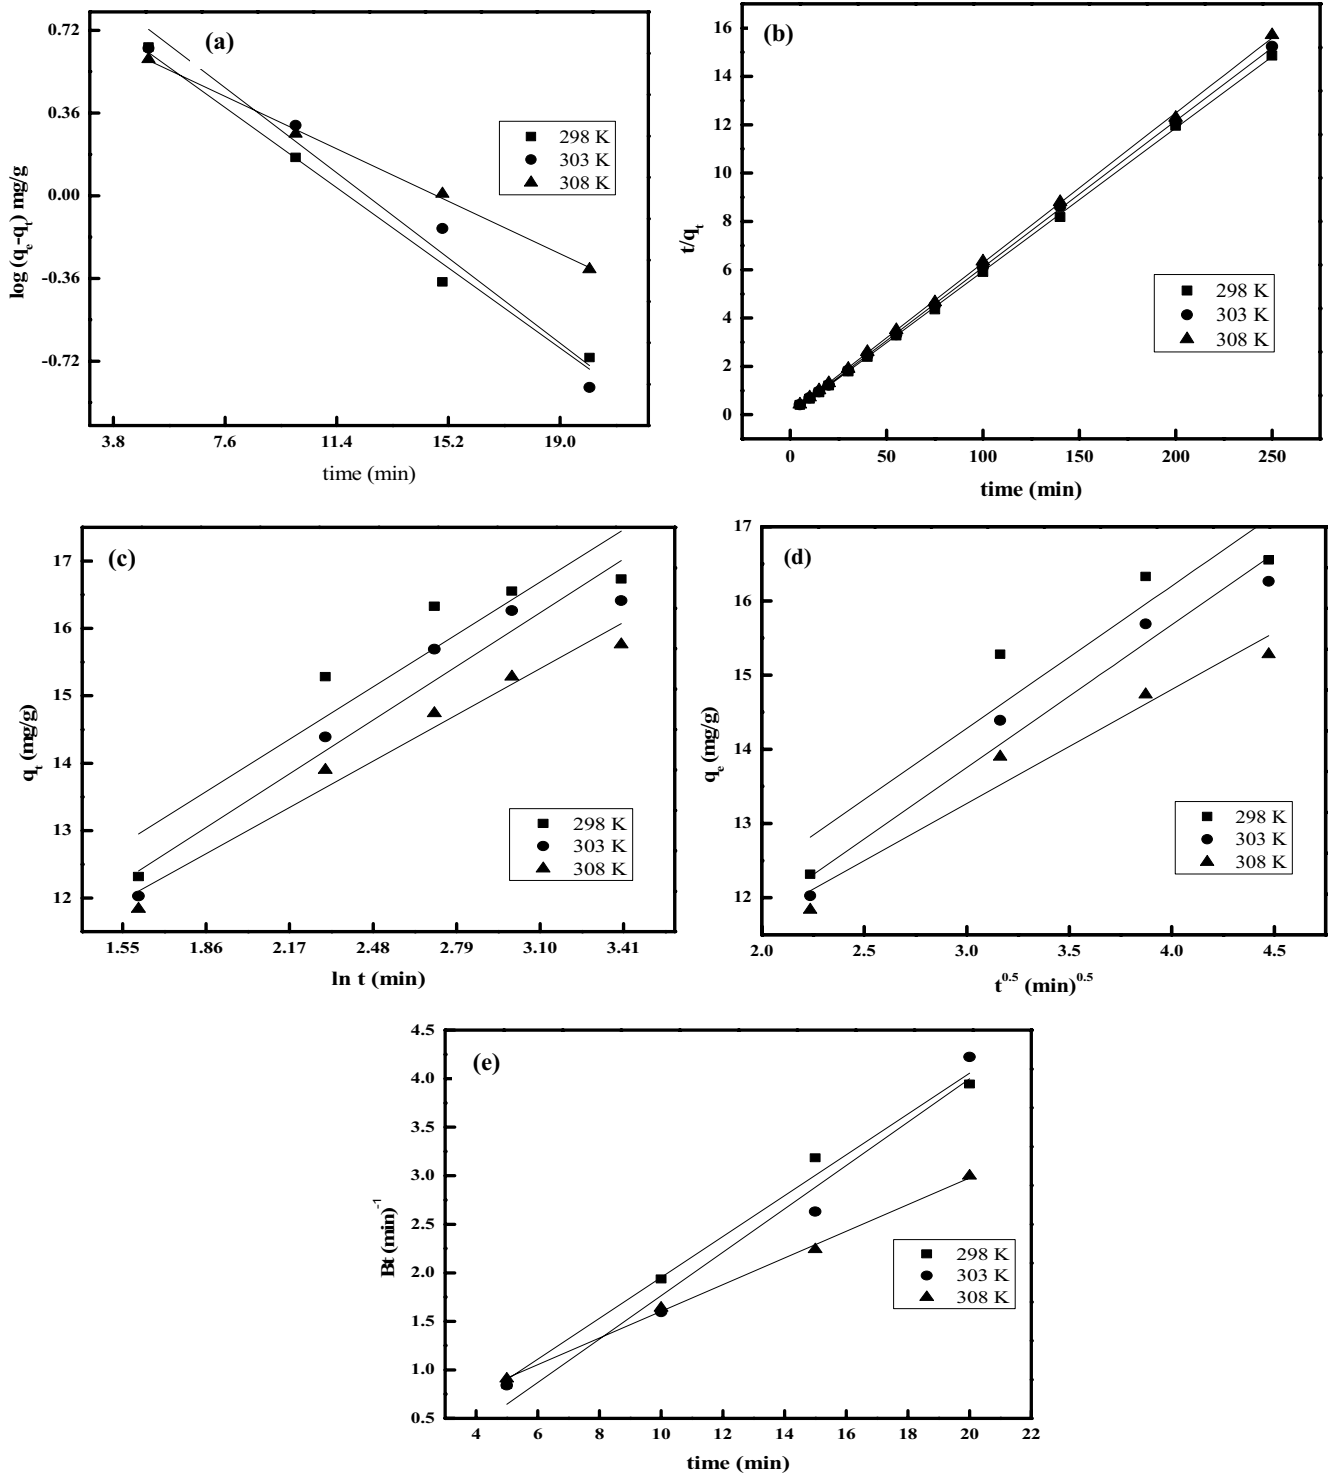 (a)
0.72
0.36
0.00
-0.36
-0.72
log (qe-qt) mg/g
298 K
303 K
308 K
3.8 7.6 11.4 15.2 19.0
time (min)
(b)
16
14
12
10
8
6
4
2
0
t/qt
298 K
303 K
308 K
0 50 100 150 200 250
time (min)
(c)
17
16
15
14
13
12
qt (mg/g)
298 K
303 K
308 K
1.55 1.86 2.17 2.48 2.79 3.10 3.41
ln t (min)
(d)
17
16
15
14
13
12
qe (mg/g)
298 K
303 K
308 K
2.0 2.5 3.0 3.5 4.0 4.5
t^0.5 (min)^0.5
(e)
4.5
4.0
3.5
3.0
2.5
2.0
1.5
1.0
0.5
Bt (min)^-1
298 K
303 K
308 K
4 6 8 10 12 14 16 18 20 22
time (min)